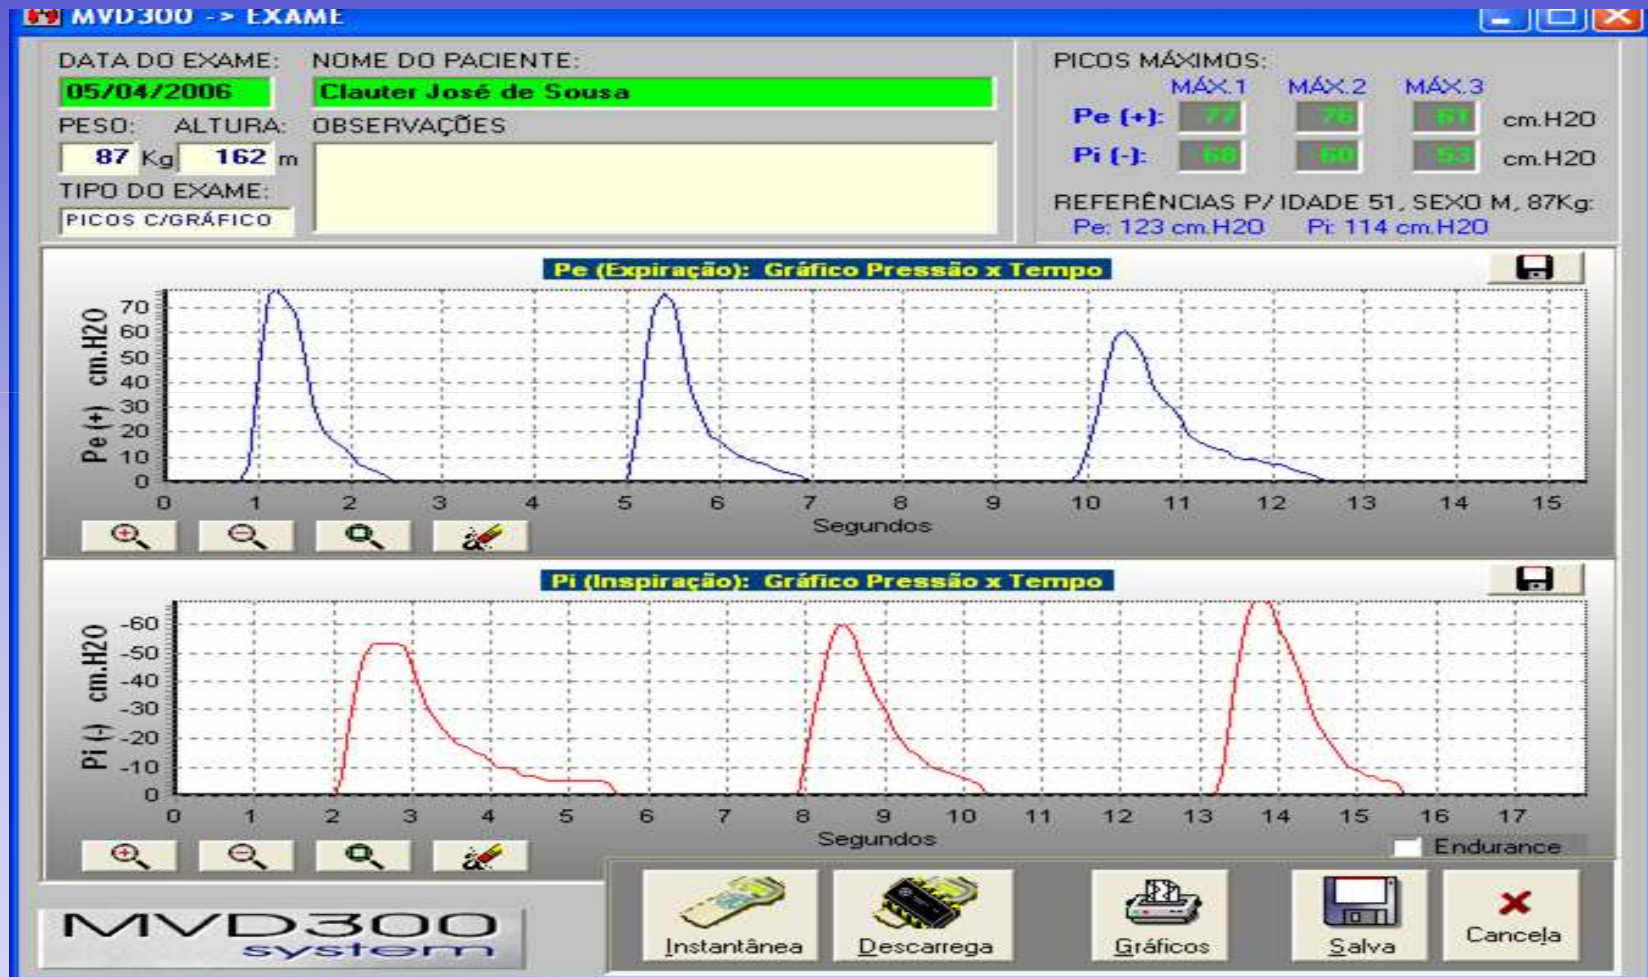 MVD300 -> EXAME
DATA DO EXAME: NOME DO PACIENTE:
05/04/2006 Clauter José de Sousa
PESO: ALTURA: OBSERVAÇÕES
87 Kg 162 m
TIPO DO EXAME:
PICOS C/GRÁFICO
PICOS MÁXIMOS:
MÁX.1 MÁX.2 MÁX.3
Pe (+): 77 76 61 cm.H2O
Pi (-): 68 60 53 cm.H2O
REFERÊNCIAS P/ IDADE 51, SEXO M, 87Kg:
Pe: 123 cm.H2O Pi: 114 cm.H2O
Pe (Expiração): Gráfico Pressão x Tempo
Pe (+) cm.H2O
70
60
50
40
30
20
10
0
0 1 2 3 4 5 6 7 8 9 10 11 12 13 14 15
Segundos
Pi (Inspiração): Gráfico Pressão x Tempo
Pi (-) cm.H2O
-60
-50
-40
-30
-20
-10
0
0 1 2 3 4 5 6 7 8 9 10 11 12 13 14 15 16 17
Segundos
Endurance
MVD300
system
Instantânea Descarrega Gráficos Salva Cancela